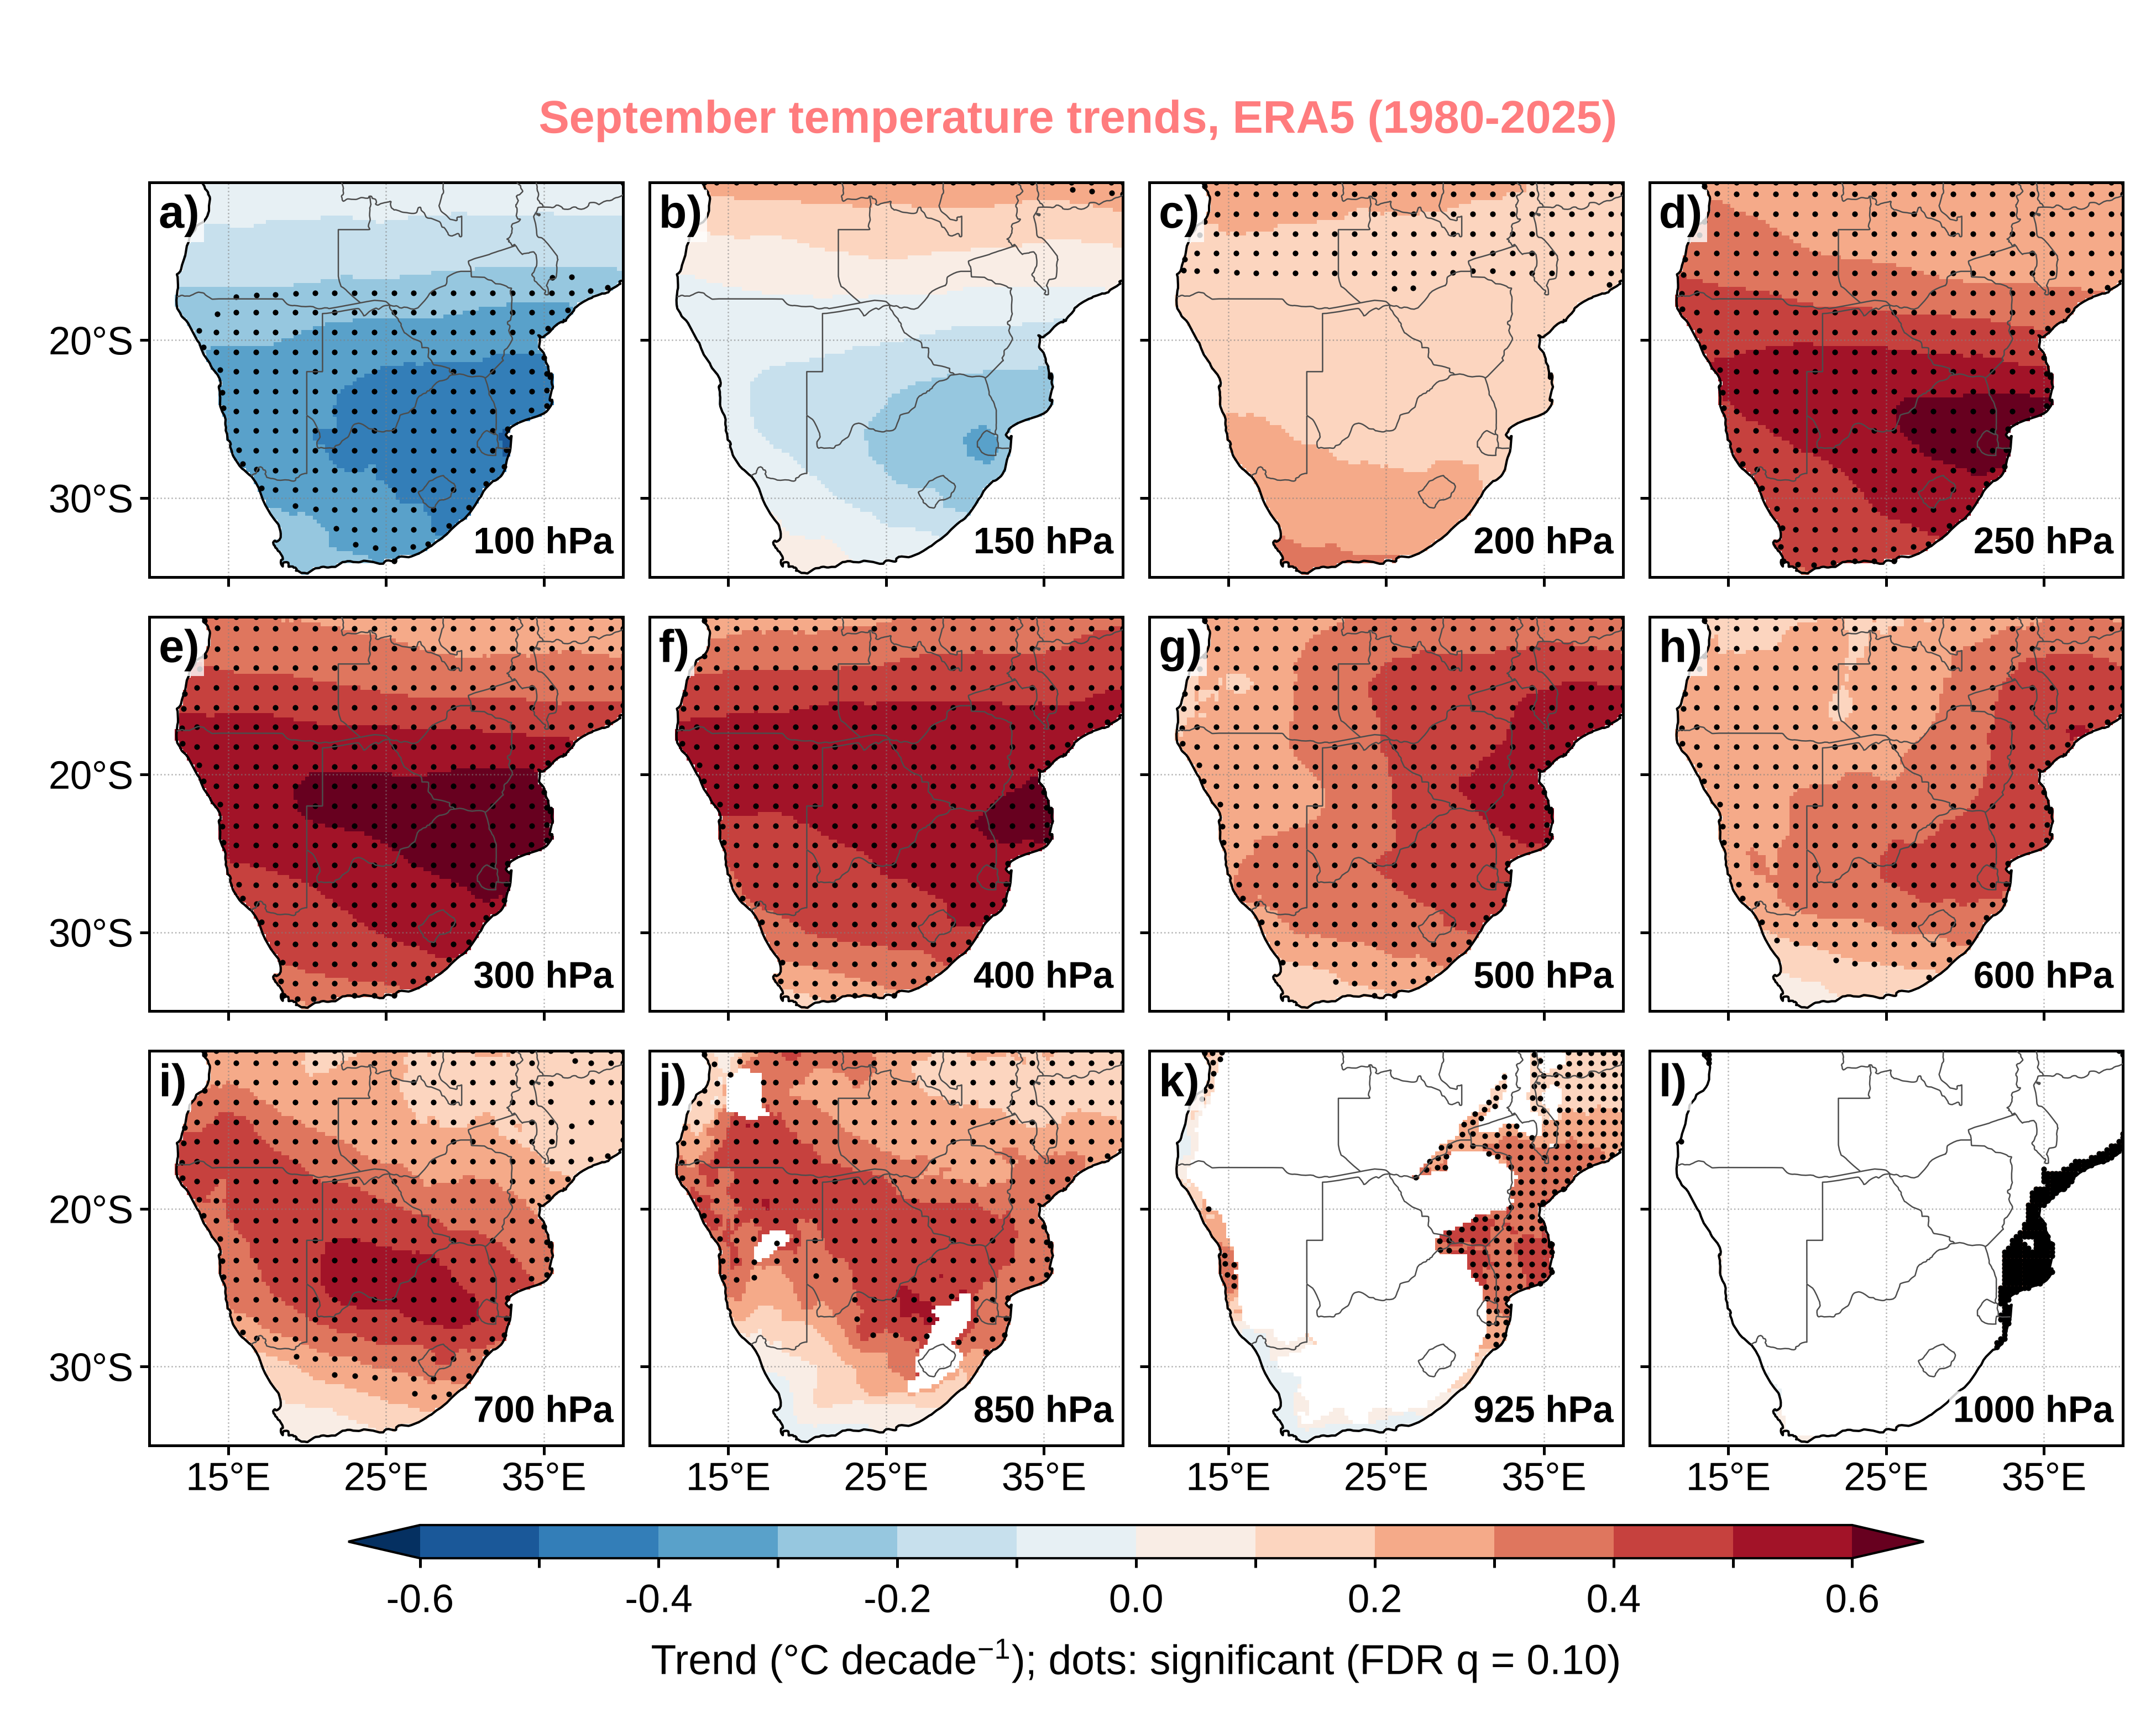 September temperature trends, ERA5 (1980-2025)
a) 100 hPa
b) 150 hPa
c) 200 hPa
d) 250 hPa
20°S
30°S
e) 300 hPa
f) 400 hPa
g) 500 hPa
h) 600 hPa
20°S
30°S
i) 700 hPa
j) 850 hPa
k) 925 hPa
l) 1000 hPa
20°S
30°S
15°E 25°E 35°E 15°E 25°E 35°E 15°E 25°E 35°E 15°E 25°E 35°E
-0.6 -0.4 -0.2 0.0 0.2 0.4 0.6
Trend (°C decade⁻¹); dots: significant (FDR q = 0.10)